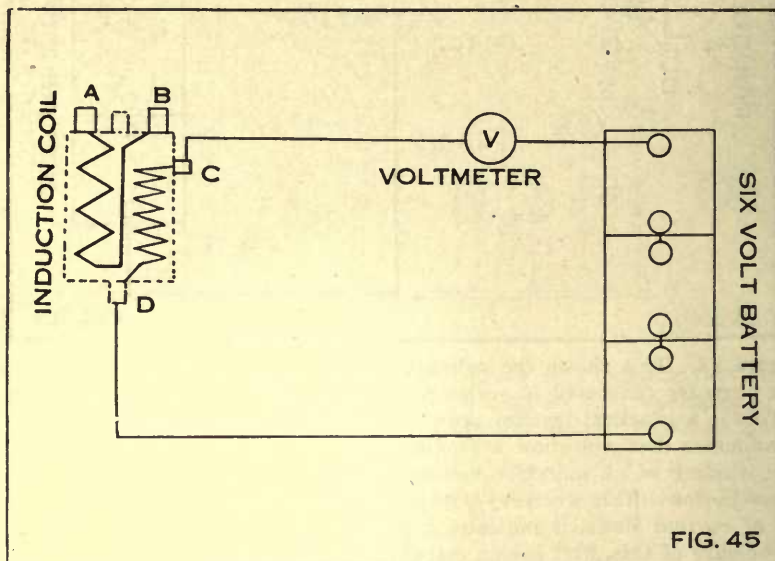 A
B
INDUCTION COIL
C
V
VOLTMETER
D
SIX VOLT BATTERY
FIG. 45